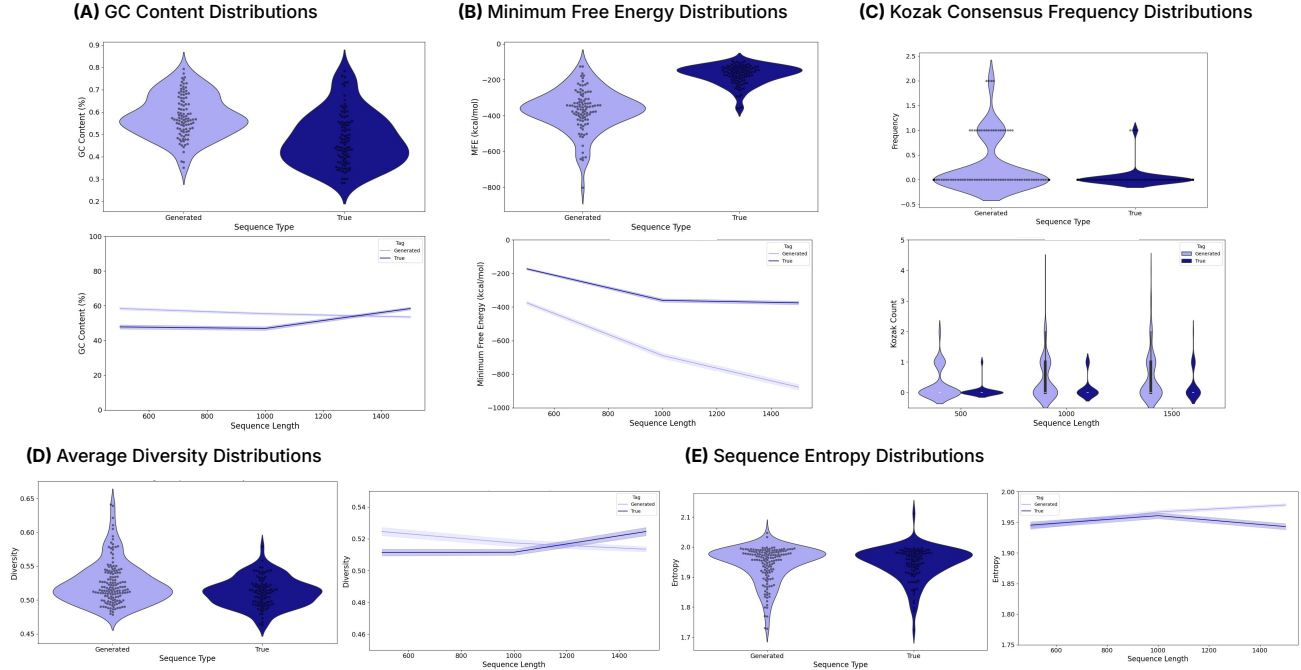 (A) GC Content Distributions
0.9
0.8
0.7
0.6
0.5
0.4
0.3
0.2
GC Content (%)
Generated
True
Sequence Type
100
80
60
40
20
0
GC Content (%)
Tag
Generated
True
600
800
1000
1200
1400
Sequence Length
(B) Minimum Free Energy Distributions
0
−200
−400
−600
−800
MFE (kcal/mol)
Generated
True
Sequence Type
0
−200
−400
−600
−800
−1000
Minimum Free Energy (kcal/mol)
Tag
Generated
True
600
800
1000
1200
1400
Sequence Length
(C) Kozak Consensus Frequency Distributions
2.5
2.0
1.5
1.0
0.5
0.0
−0.5
Frequency
Generated
True
Sequence Type
5
4
3
2
1
0
Kozak Count
Tag
Generated
True
500
1000
1500
Sequence Length
(D) Average Diversity Distributions
0.65
0.60
0.55
0.50
0.45
Diversity
Generated
True
Sequence Type
0.54
0.52
0.50
0.48
0.46
Diversity
Tag
Generated
True
600
800
1000
1200
1400
Sequence Length
(E) Sequence Entropy Distributions
2.1
2.0
1.9
1.8
1.7
Entropy
Generated
True
Sequence Type
2.00
1.95
1.90
1.85
1.80
1.75
Entropy
Tag
Generated
True
600
800
1000
1200
1400
Sequence Length